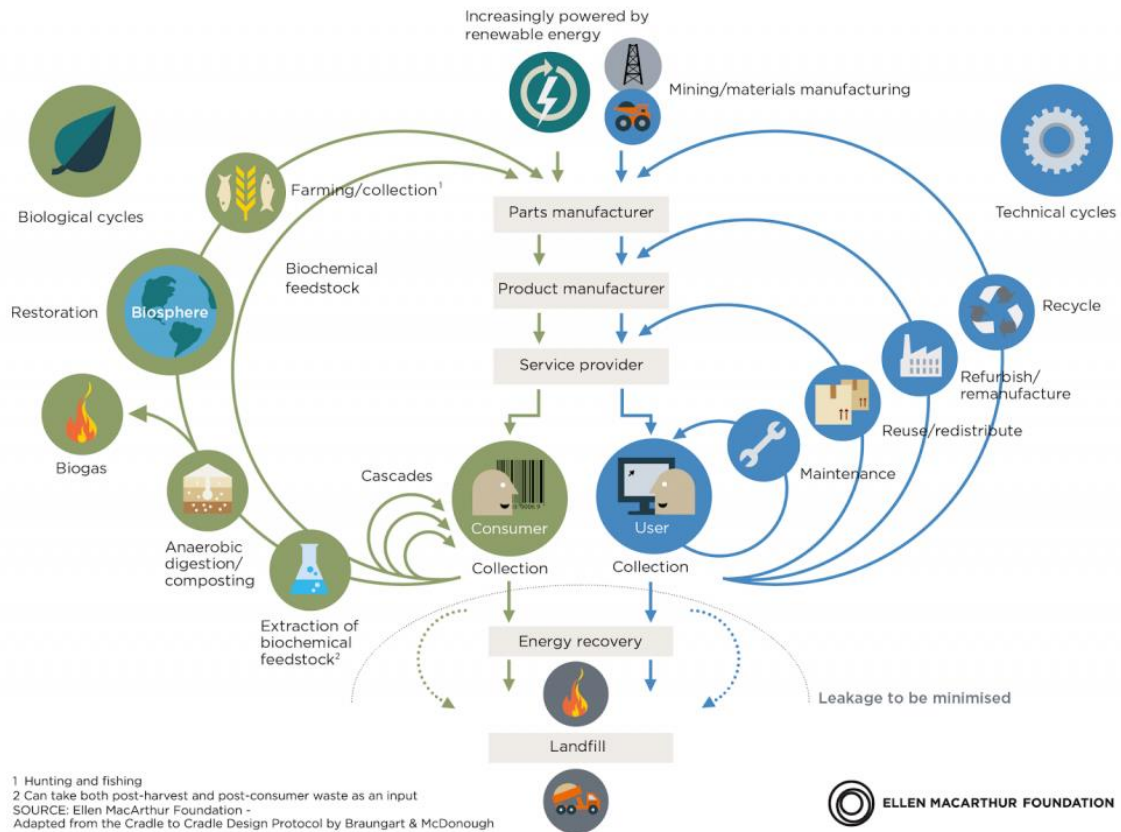 Increasingly powered by
renewable energy
Mining/materials manufacturing
Biological cycles
Technical cycles
Farming/collection¹
Parts manufacturer
Biochemical
feedstock
Product manufacturer
Restoration
Biosphere
Recycle
Service provider
Refurbish/
remanufacture
Reuse/redistribute
Biogas
Cascades
Maintenance
Consumer
User
Anaerobic
digestion/
composting
Collection
Collection
Extraction of
biochemical
feedstock²
Energy recovery
Leakage to be minimised
Landfill
1 Hunting and fishing
2 Can take both post-harvest and post-consumer waste as an input
SOURCE: Ellen MacArthur Foundation -
Adapted from the Cradle to Cradle Design Protocol by Braungart & McDonough
ELLEN MACARTHUR FOUNDATION